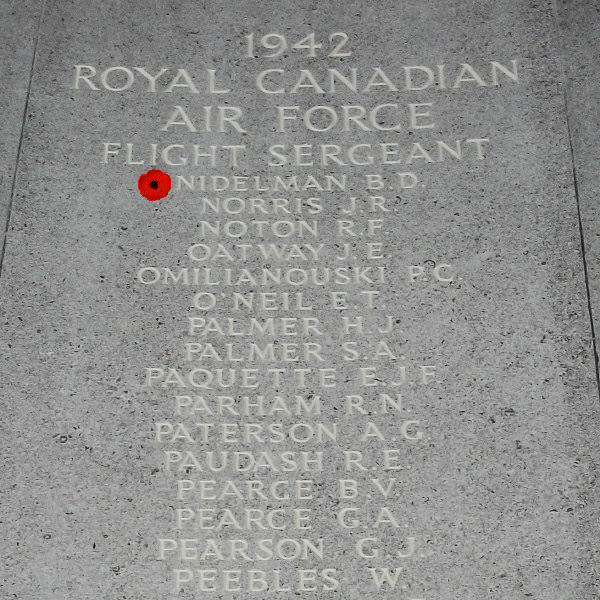 1942
ROYAL CANADIAN
AIR FORCE
FLIGHT SERGEANT
NIDELMAN B.D.
NORRIS J.R.
NOTON R.F.
OATWAY J.E.
OMILIANOUSKI P.C.
O'NEIL E.T.
PALMER H.J.
PALMER S.A.
PAQUETTE E.J.F.
PARHAM R.N.
PATERSON A.G.
PAUDASH R.E.
PEARCE B.V.
PEARCE G.A.
PEARSON G.J.
PEEBLES W.